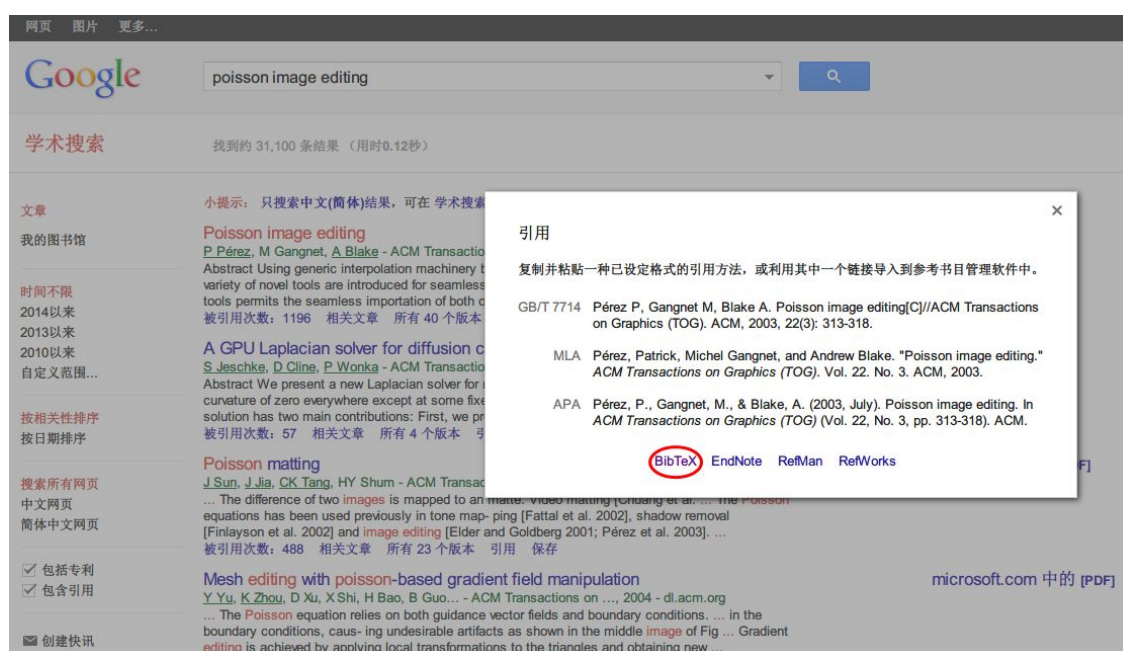 网页 图片 更多...
Google
poisson image editing
学术搜索
找到约 31,100 条结果 （用时0.12秒）
文章
我的图书馆
时间不限
2014以来
2013以来
2010以来
自定义范围...
按相关性排序
按日期排序
搜索所有网页
中文网页
简体中文网页
包括专利
包含引用
创建快讯
小提示： 只搜索中文(简体)结果，可在 学术搜索
Poisson image editing
P Pérez, M Gangnet, A Blake - ACM Transactio
Abstract Using generic interpolation machinery
variety of novel tools are introduced for seamless
tools permits the seamless importation of both
被引用次数：1196 相关文章 所有 40 个版本
A GPU Laplacian solver for diffusion c
S Jeschke, D Cline, P Wonka - ACM Transactio
Abstract We present a new Laplacian solver for
curvature of zero everywhere except at some fixe
solution has two main contributions: First, we pr
被引用次数：57 相关文章 所有 4 个版本 引
Poisson matting
J Sun, J Jia, CK Tang, HY Shum - ACM Transac
... The difference of two images is mapped to an matte. Video matting [Chuang et al. ... The Poisson
equations has been used previously in tone map- ping [Fattal et al. 2002], shadow removal
[Finlayson et al. 2002] and image editing [Elder and Goldberg 2001; Pérez et al. 2003]. ...
被引用次数：488 相关文章 所有 23 个版本 引用 保存
Mesh editing with poisson-based gradient field manipulation
Y Yu, K Zhou, D Xu, X Shi, H Bao, B Guo... - ACM Transactions on ..., 2004 - dl.acm.org
... The Poisson equation relies on both guidance vector fields and boundary conditions. ... in the
boundary conditions, caus- ing undesirable artifacts as shown in the middle image of Fig ... Gradient
editing is achieved by applying local transformations to the triangles and obtaining new ...
microsoft.com 中的 [PDF]
×
引用
复制并粘贴一种已设定格式的引用方法，或利用其中一个链接导入到参考书目管理软件中。
GB/T 7714 Pérez P, Gangnet M, Blake A. Poisson image editing[C]//ACM Transactions
on Graphics (TOG). ACM, 2003, 22(3): 313-318.
MLA Pérez, Patrick, Michel Gangnet, and Andrew Blake. "Poisson image editing."
ACM Transactions on Graphics (TOG). Vol. 22. No. 3. ACM, 2003.
APA Pérez, P., Gangnet, M., & Blake, A. (2003, July). Poisson image editing. In
ACM Transactions on Graphics (TOG) (Vol. 22, No. 3, pp. 313-318). ACM.
BibTeX EndNote RefMan RefWorks